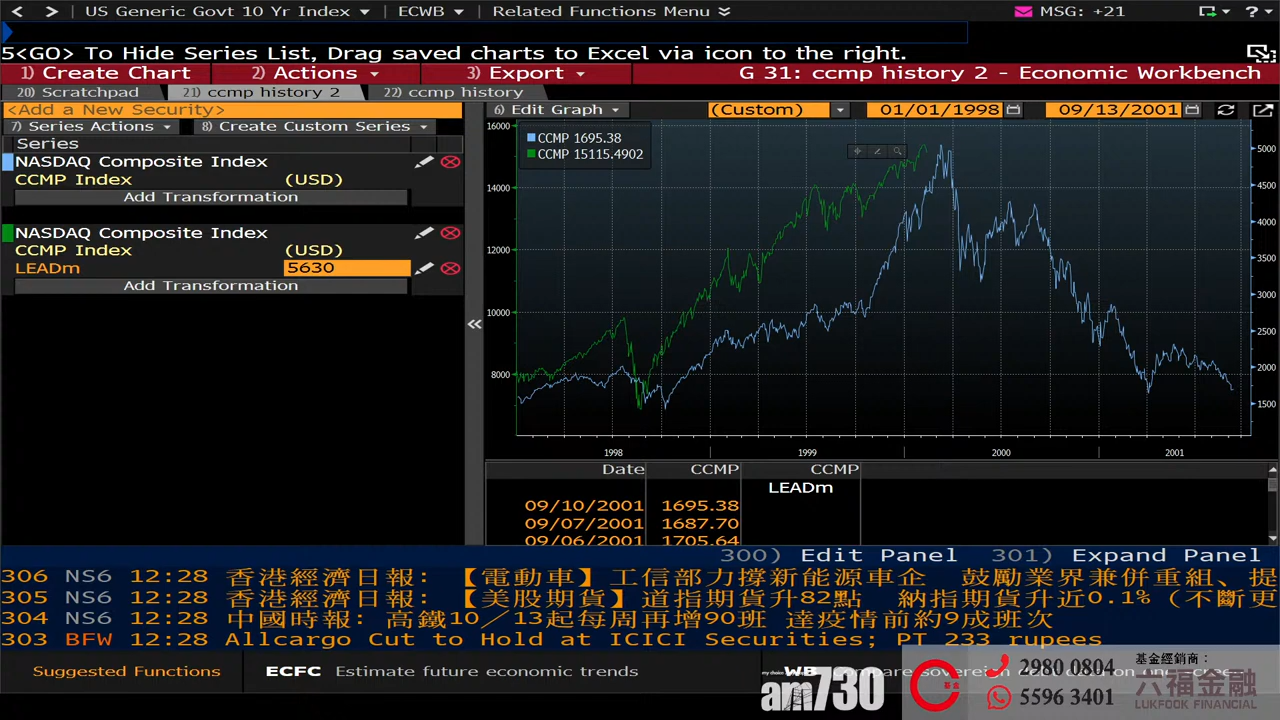 US Generic Govt 10 Yr Index ECWB Related Functions Menu MSG: +21 ?
5<GO> To Hide Series List, Drag saved charts to Excel via icon to the right.
1) Create Chart 2) Actions 3) Export G 31: ccmp history 2 - Economic Workbench
20) Scratchpad 21) ccmp history 2 22) ccmp history
<Add a New Security> 6) Edit Graph (Custom) 01/01/1998 09/13/2001
7) Series Actions 8) Create Custom Series
Series
NASDAQ Composite Index
CCMP Index (USD)
Add Transformation
NASDAQ Composite Index
CCMP Index (USD)
LEADm 5630
Add Transformation
CCMP 1695.38
CCMP 15115.4902
16000
14000
12000
10000
8000
5000
4500
4000
3500
3000
2500
2000
1500
1998 1999 2000 2001
Date CCMP CCMP
LEADm
09/10/2001 1695.38
09/07/2001 1687.70
09/06/2001 1705.64
300) Edit Panel 301) Expand Panel
306 NS6 12:28 香港經濟日報: 【電動車】工信部力撐新能源車企 鼓勵業界兼併重組、提
305 NS6 12:28 香港經濟日報: 【美股期貨】道指期貨升82點 納指期貨升近0.1% (不斷更
304 NS6 12:28 中國時報: 高鐵10/13起每周再增90班 達疫情前約9成班次
303 BFW 12:28 Allcargo Cut to Hold at ICICI Securities; PT 233 rupees
Suggested Functions ECFC Estimate future economic trends WB Compare sovereign
my choice
am730
基金
2980 0804
5596 3401
基金經銷商:
六福金融
LUKFOOK FINANCIAL